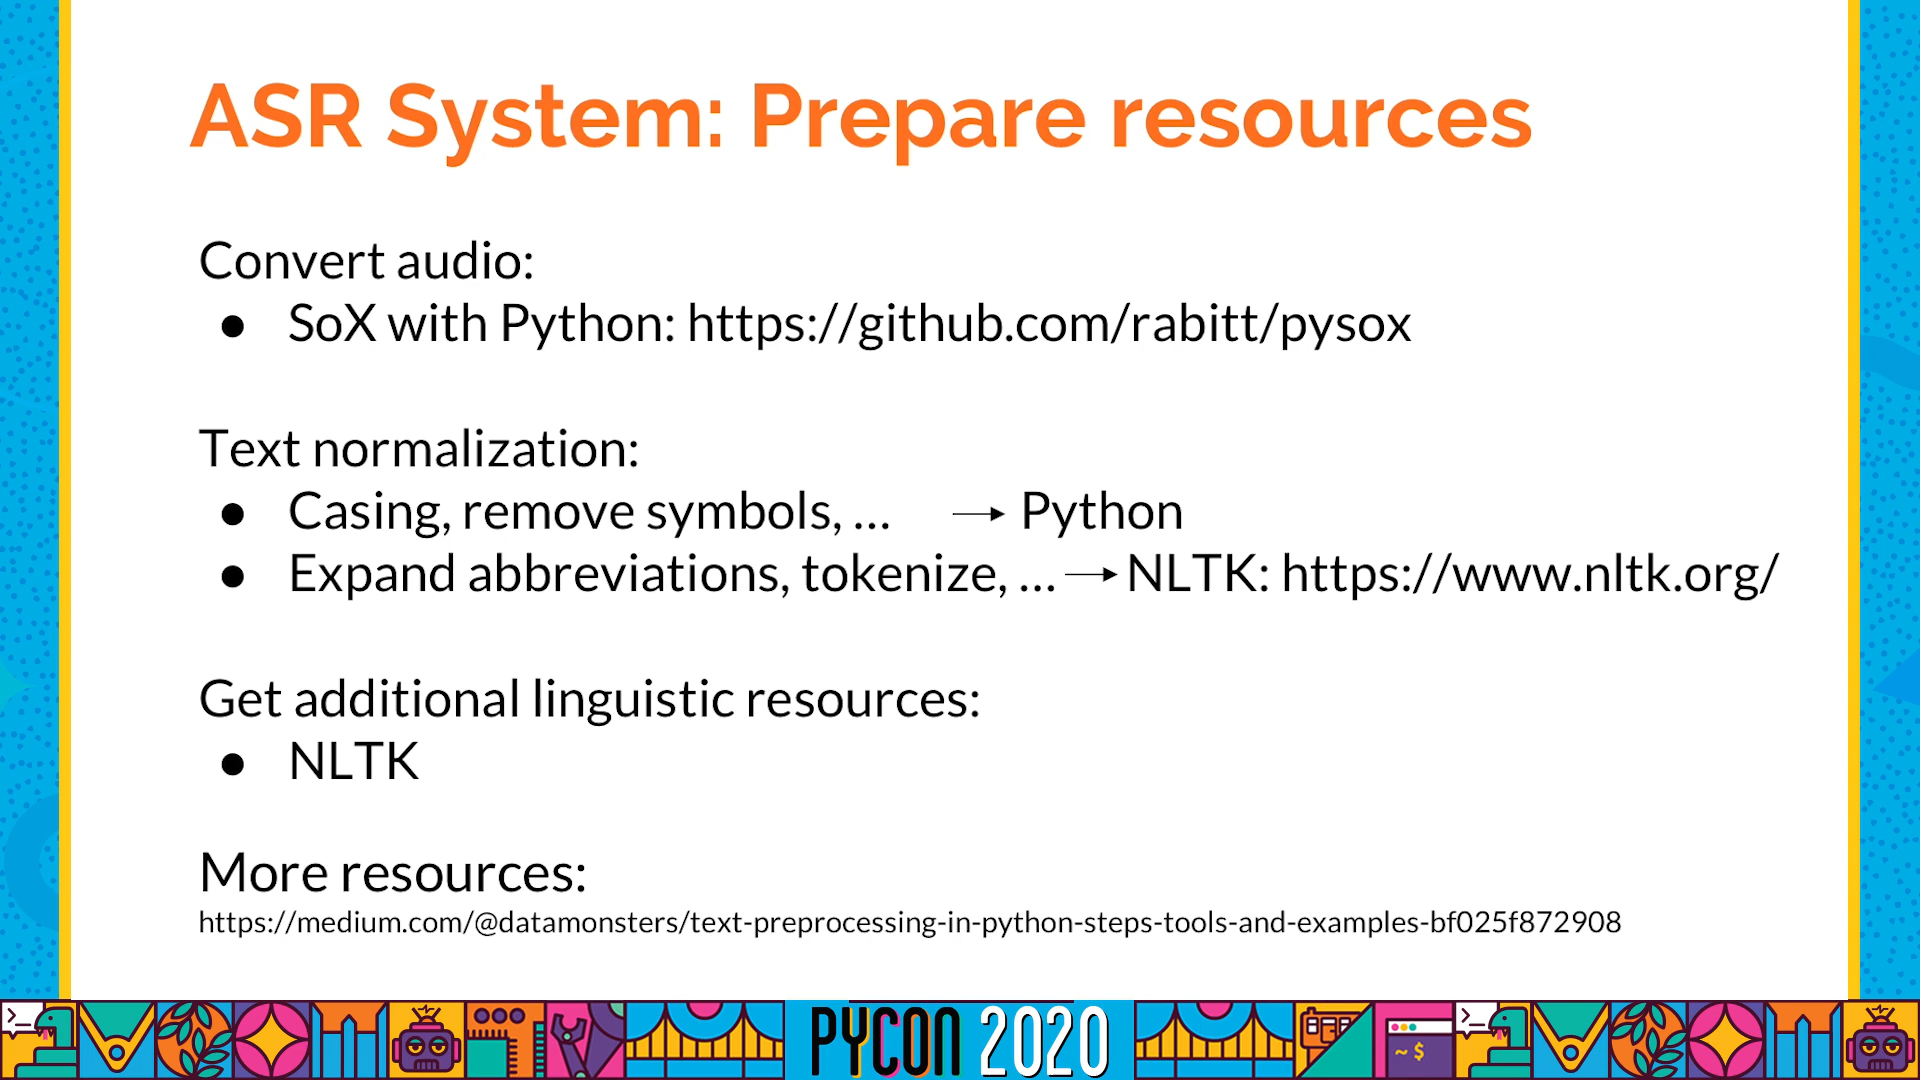 ASR System: Prepare resources
Convert audio:
● SoX with Python: https://github.com/rabitt/pysox
Text normalization:
● Casing, remove symbols, ... → Python
● Expand abbreviations, tokenize, ... → NLTK: https://www.nltk.org/
Get additional linguistic resources:
● NLTK
More resources:
https://medium.com/@datamonsters/text-preprocessing-in-python-steps-tools-and-examples-bf025f872908
PYCON 2020
~ $